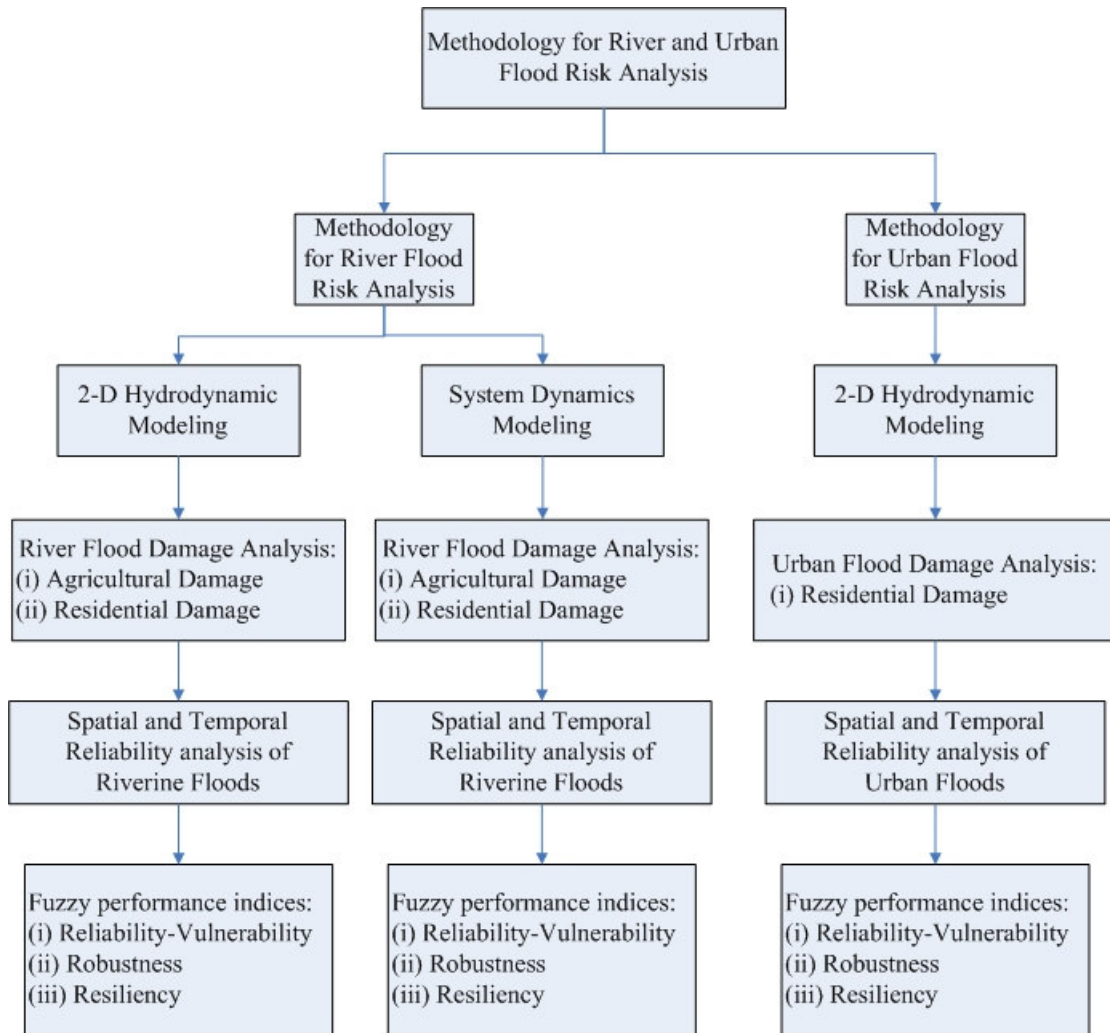 Methodology for River and Urban
Flood Risk Analysis
Methodology
for River Flood
Risk Analysis
Methodology
for Urban Flood
Risk Analysis
2-D Hydrodynamic
Modeling
System Dynamics
Modeling
2-D Hydrodynamic
Modeling
River Flood Damage Analysis:
(i) Agricultural Damage
(ii) Residential Damage
River Flood Damage Analysis:
(i) Agricultural Damage
(ii) Residential Damage
Urban Flood Damage Analysis:
(i) Residential Damage
Spatial and Temporal
Reliability analysis of
Riverine Floods
Spatial and Temporal
Reliability analysis of
Riverine Floods
Spatial and Temporal
Reliability analysis of
Urban Floods
Fuzzy performance indices:
(i) Reliability-Vulnerability
(ii) Robustness
(iii) Resiliency
Fuzzy performance indices:
(i) Reliability-Vulnerability
(ii) Robustness
(iii) Resiliency
Fuzzy performance indices:
(i) Reliability-Vulnerability
(ii) Robustness
(iii) Resiliency